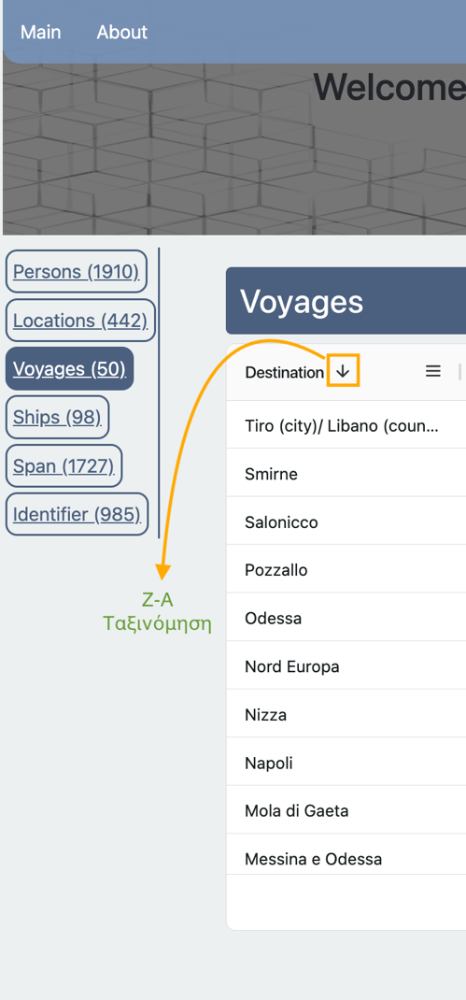 Main About
Welcome
Persons (1910)
Locations (442)
Voyages (50)
Ships (98)
Span (1727)
Identifier (985)
Z-A
Ταξινόμηση
Voyages
Destination
Tiro (city)/ Libano (coun...
Smirne
Salonicco
Pozzallo
Odessa
Nord Europa
Nizza
Napoli
Mola di Gaeta
Messina e Odessa